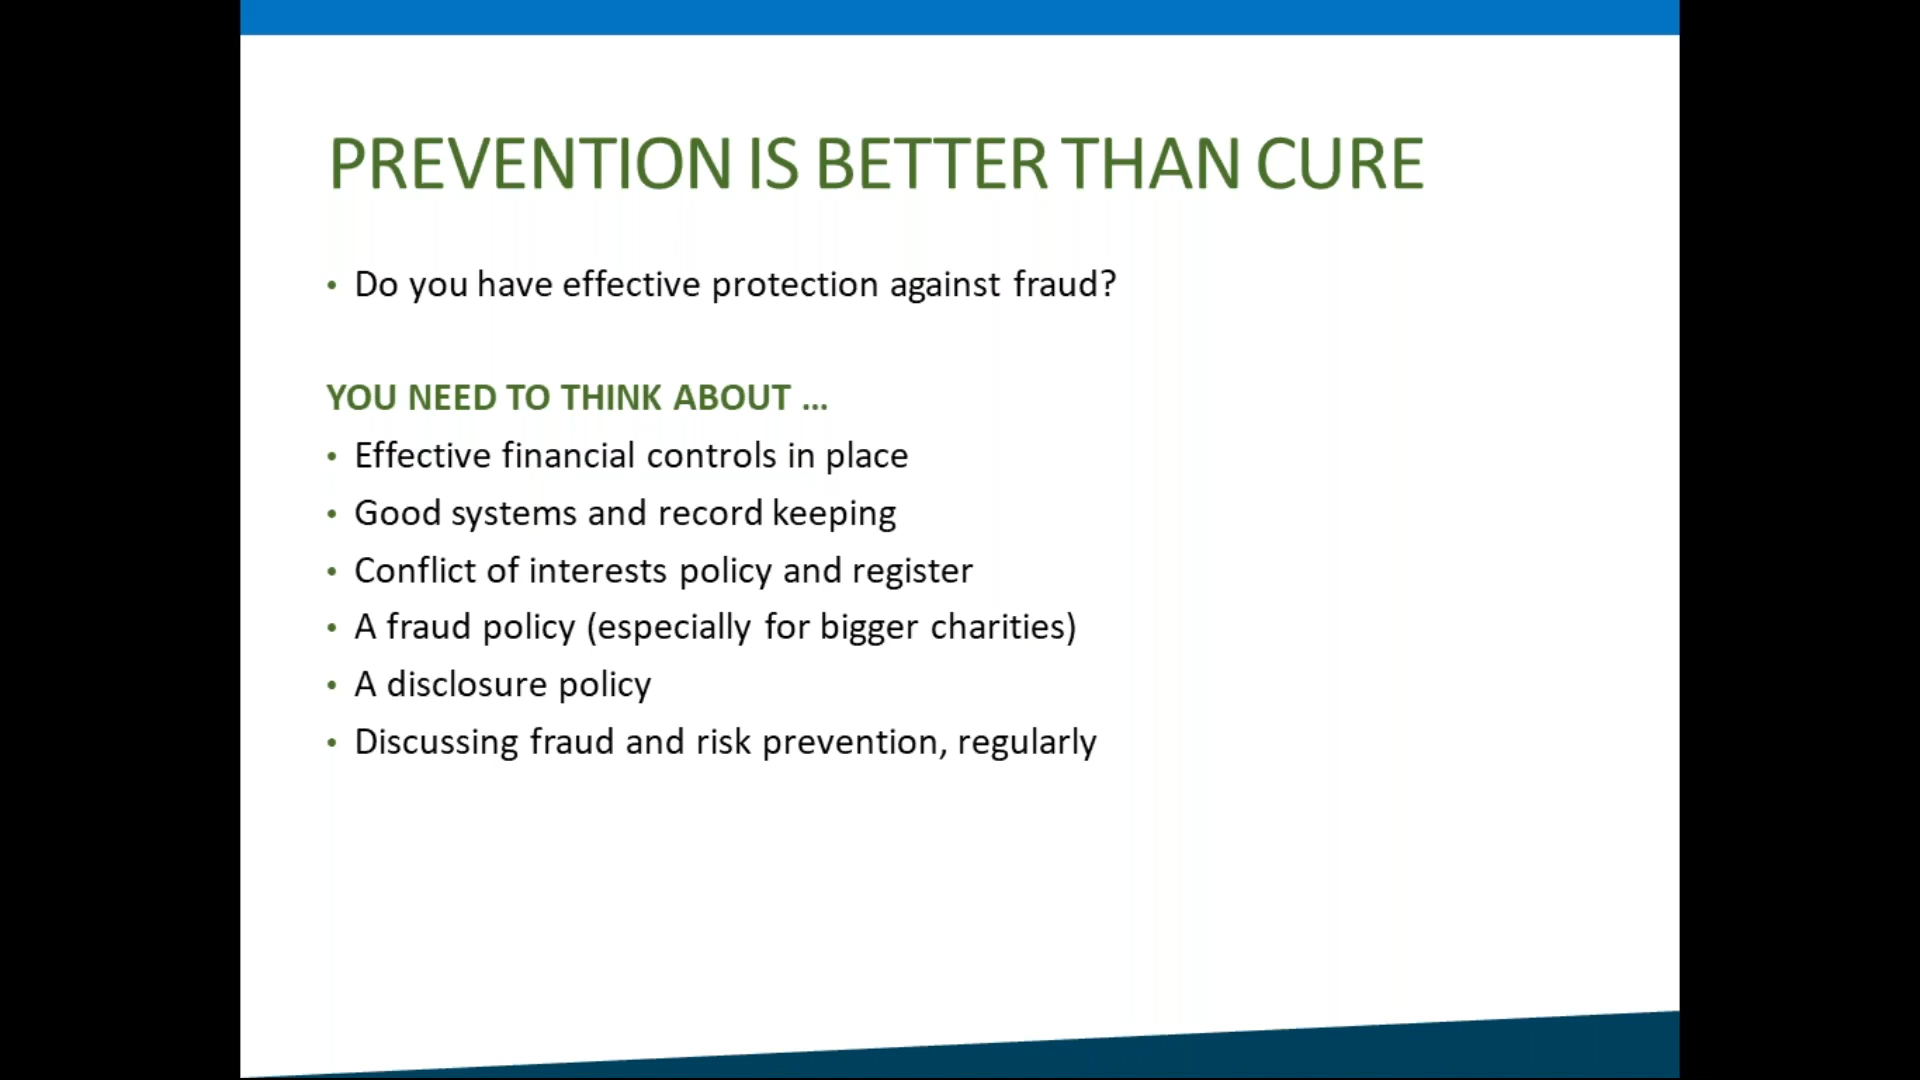 PREVENTION IS BETTER THAN CURE
• Do you have effective protection against fraud?
YOU NEED TO THINK ABOUT ...
• Effective financial controls in place
• Good systems and record keeping
• Conflict of interests policy and register
• A fraud policy (especially for bigger charities)
• A disclosure policy
• Discussing fraud and risk prevention, regularly